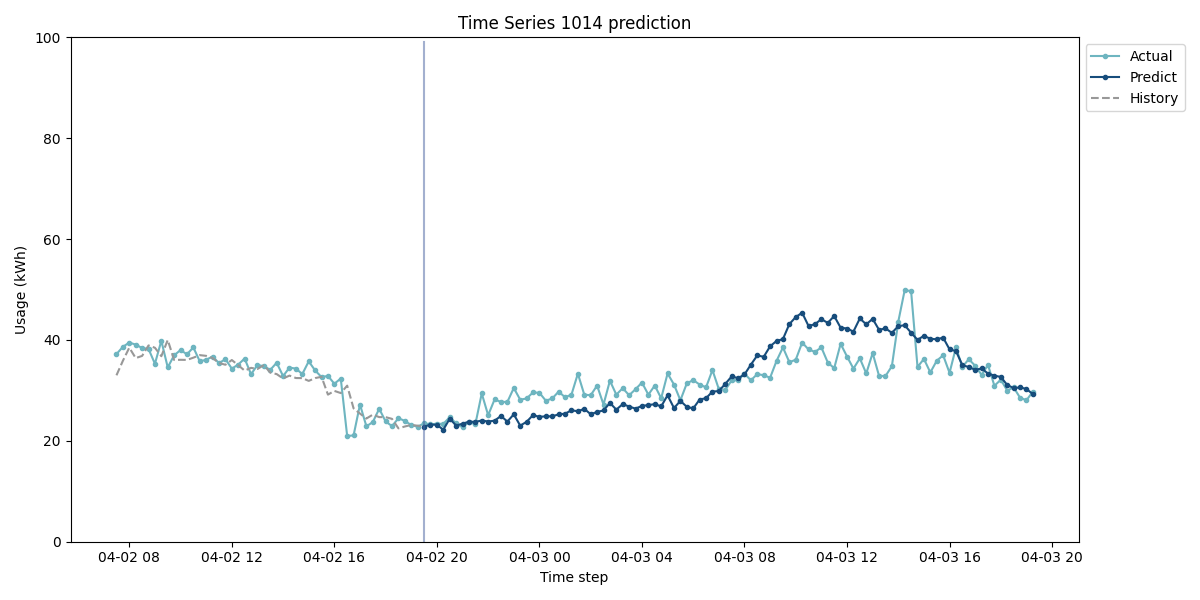 Time Series 1014 prediction
100
80
60
40
20
0
Usage (kWh)
04-02 08
04-02 12
04-02 16
04-02 20
04-03 00
04-03 04
04-03 08
04-03 12
04-03 16
04-03 20
Time step
Actual
Predict
History